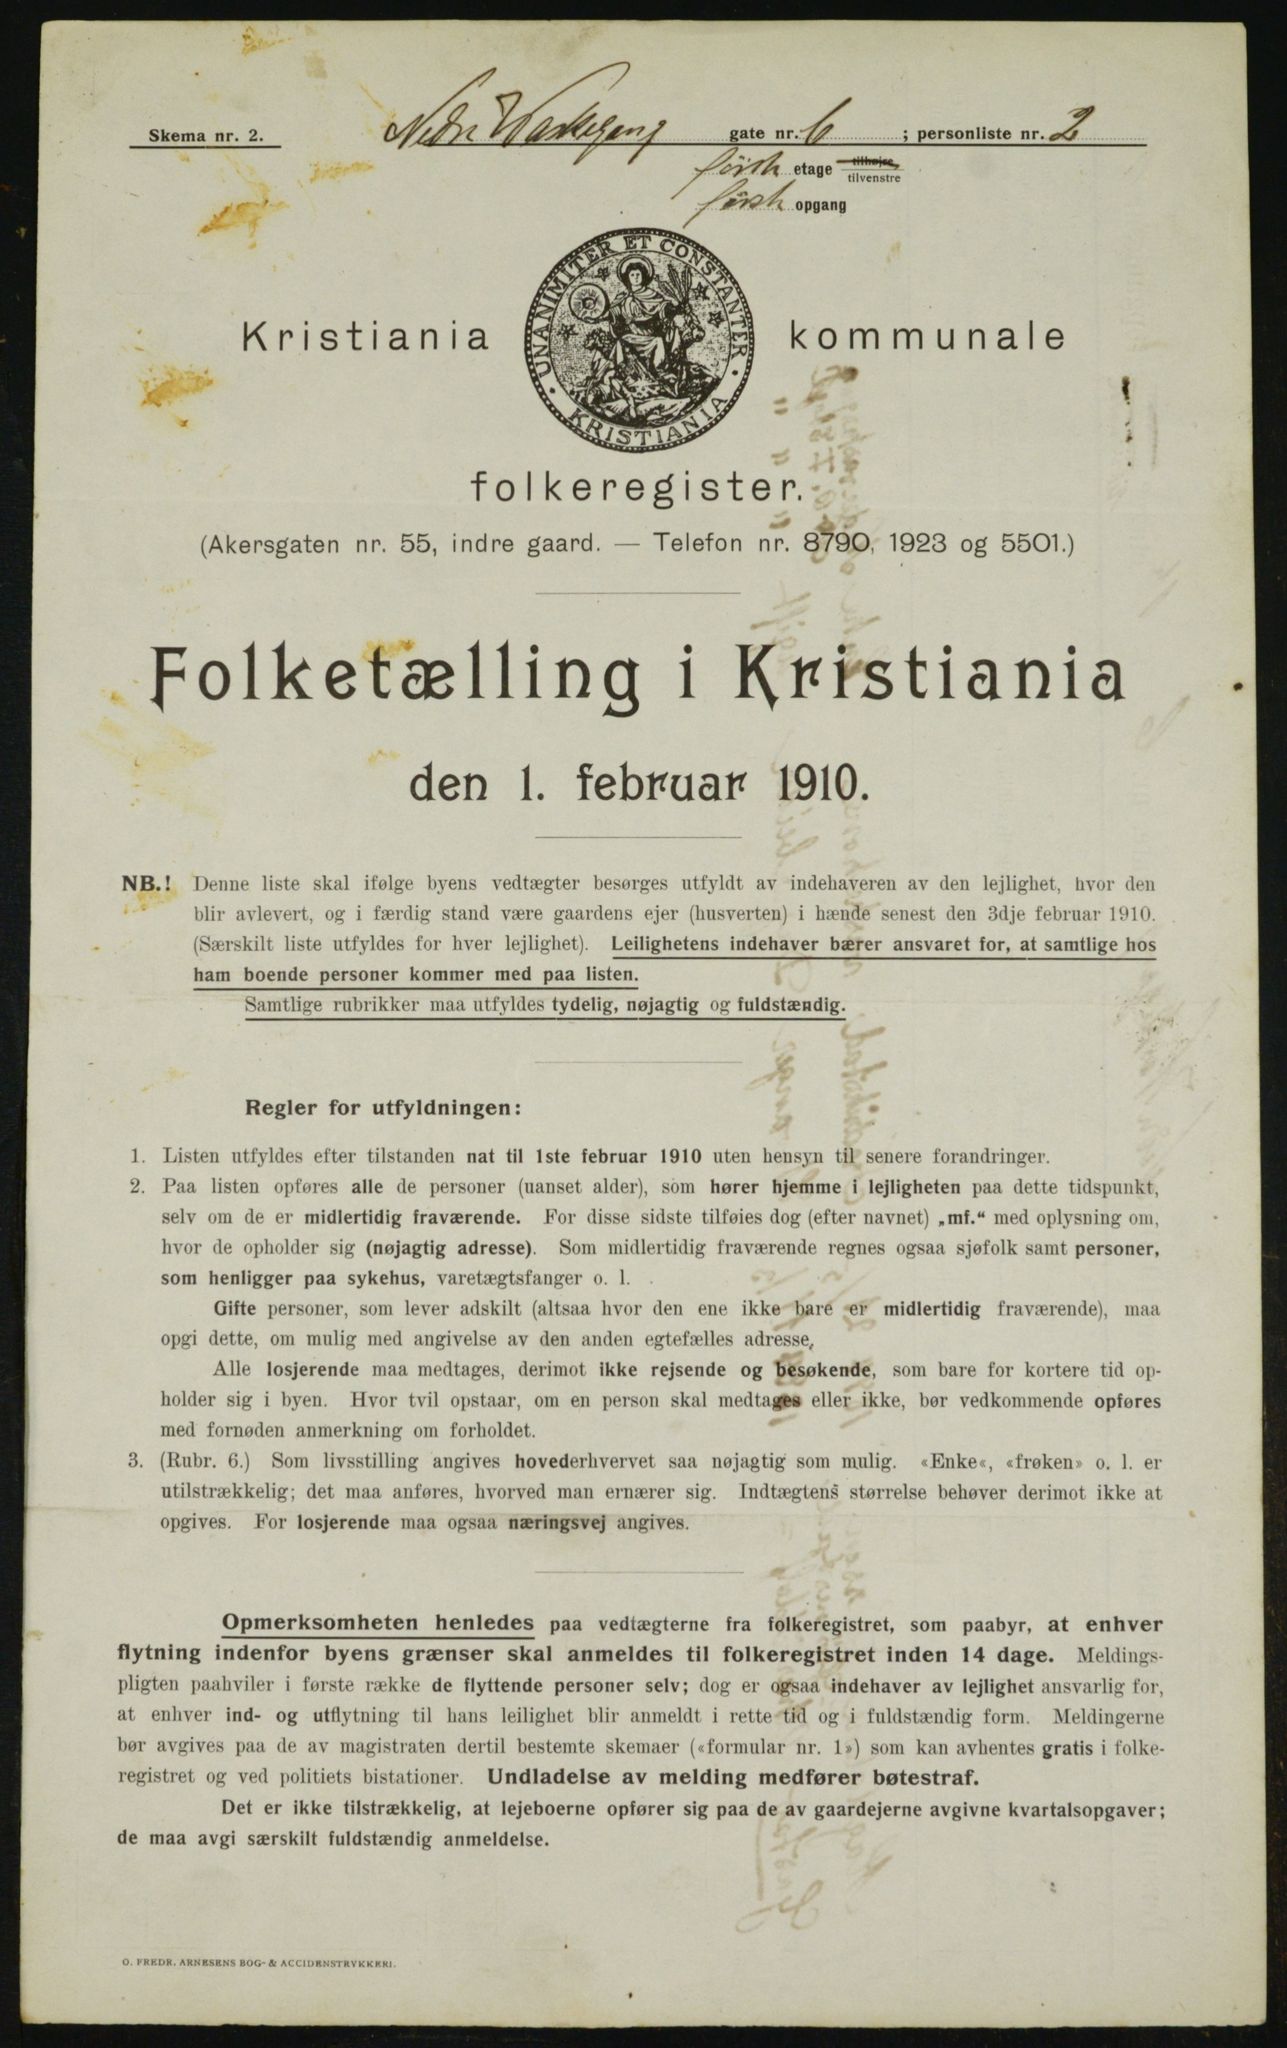 Skema nr. 2.
Nedre Vaskegang gate nr. 6 ; personliste nr. 2
første etage tilhøjre tilvenstre
første opgang
UNANIMITER ET CONSTANTER · KRISTIANIA ·
Kristiania kommunale
folkeregister.
(Akersgaten nr. 55, indre gaard. — Telefon nr. 8790, 1923 og 5501.)
Folketælling i Kristiania
den 1. februar 1910.
NB.! Denne liste skal ifølge byens vedtægter besørges utfyldt av indehaveren av den lejlighet, hvor den
blir avlevert, og i færdig stand være gaardens ejer (husverten) i hænde senest den 3dje februar 1910.
(Særskilt liste utfyldes for hver lejlighet). Leilighetens indehaver bærer ansvaret for, at samtlige hos
ham boende personer kommer med paa listen.
Samtlige rubrikker maa utfyldes tydelig, nøjagtig og fuldstændig.
Regler for utfyldningen:
1. Listen utfyldes efter tilstanden nat til 1ste februar 1910 uten hensyn til senere forandringer.
2. Paa listen opføres alle de personer (uanset alder), som hører hjemme i lejligheten paa dette tidspunkt,
selv om de er midlertidig fraværende. For disse sidste tilføies dog (efter navnet) „mf.“ med oplysning om,
hvor de opholder sig (nøjagtig adresse). Som midlertidig fraværende regnes ogsaa sjøfolk samt personer,
som henligger paa sykehus, varetægtsfanger o. l.
Gifte personer, som lever adskilt (altsaa hvor den ene ikke bare er midlertidig fraværende), maa
opgi dette, om mulig med angivelse av den anden egtefælles adresse.
Alle losjerende maa medtages, derimot ikke rejsende og besøkende, som bare for kortere tid op-
holder sig i byen. Hvor tvil opstaar, om en person skal medtages eller ikke, bør vedkommende opføres
med fornøden anmerkning om forholdet.
3. (Rubr. 6.) Som livsstilling angives hovederhvervet saa nøjagtig som mulig. «Enke«, «frøken» o. l. er
utilstrækkelig; det maa anføres, hvorved man ernærer sig. Indtægtens størrelse behøver derimot ikke at
opgives. For losjerende maa ogsaa næringsvej angives.
Opmerksomheten henledes paa vedtægterne fra folkeregistret, som paabyr, at enhver
flytning indenfor byens grænser skal anmeldes til folkeregistret inden 14 dage. Meldings-
pligten paahviler i første række de flyttende personer selv; dog er ogsaa indehaver av lejlighet ansvarlig for,
at enhver ind- og utflytning til hans leilighet blir anmeldt i rette tid og i fuldstændig form. Meldingerne
bør avgives paa de av magistraten dertil bestemte skemaer («formular nr. 1») som kan avhentes gratis i folke-
registret og ved politiets bistationer. Undladelse av melding medfører bøtestraf.
Det er ikke tilstrækkelig, at lejeboerne opfører sig paa de av gaardejerne avgivne kvartalsopgaver;
de maa avgi særskilt fuldstændig anmeldelse.
O. FREDR. ARNESENS BOG- & ACCIDENSTRYKKERI.